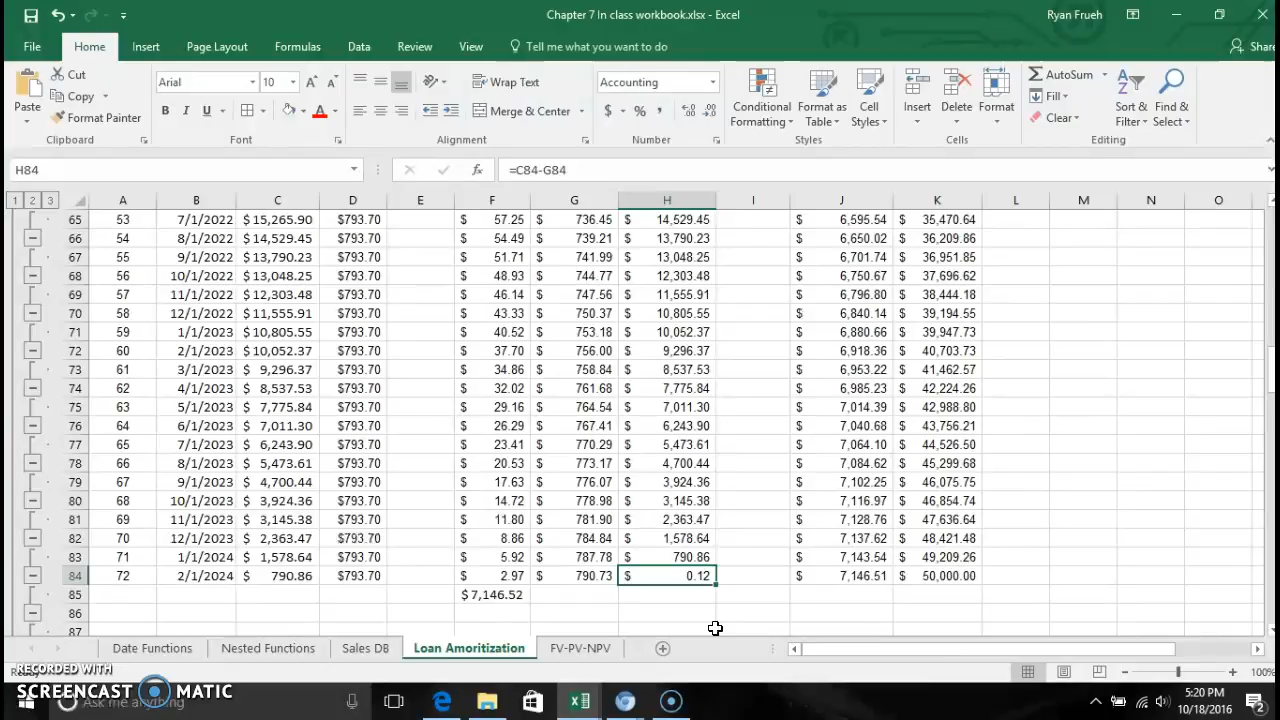 Chapter 7 In class workbook.xlsx - Excel
Ryan Frueh
File Home Insert Page Layout Formulas Data Review View Tell me what you want to do Share
Paste
Cut
Copy
Format Painter
Clipboard
Arial 10
B I U
Font
Wrap Text
Merge & Center
Alignment
Accounting
$ % ,
Number
Conditional Formatting
Format as Table
Cell Styles
Styles
Insert Delete Format
Cells
AutoSum
Fill
Clear
Sort & Filter
Find & Select
Editing
H84 fx =C84-G84
1 2 3 A B C D E F G H I J K L M N O
65 53 7/1/2022 $ 15,265.90 $793.70 $ 57.25 $ 736.45 $ 14,529.45 $ 6,595.54 $ 35,470.64
66 54 8/1/2022 $ 14,529.45 $793.70 $ 54.49 $ 739.21 $ 13,790.23 $ 6,650.02 $ 36,209.86
67 55 9/1/2022 $ 13,790.23 $793.70 $ 51.71 $ 741.99 $ 13,048.25 $ 6,701.74 $ 36,951.85
68 56 10/1/2022 $ 13,048.25 $793.70 $ 48.93 $ 744.77 $ 12,303.48 $ 6,750.67 $ 37,696.62
69 57 11/1/2022 $ 12,303.48 $793.70 $ 46.14 $ 747.56 $ 11,555.91 $ 6,796.80 $ 38,444.18
70 58 12/1/2022 $ 11,555.91 $793.70 $ 43.33 $ 750.37 $ 10,805.55 $ 6,840.14 $ 39,194.55
71 59 1/1/2023 $ 10,805.55 $793.70 $ 40.52 $ 753.18 $ 10,052.37 $ 6,880.66 $ 39,947.73
72 60 2/1/2023 $ 10,052.37 $793.70 $ 37.70 $ 756.00 $ 9,296.37 $ 6,918.36 $ 40,703.73
73 61 3/1/2023 $ 9,296.37 $793.70 $ 34.86 $ 758.84 $ 8,537.53 $ 6,953.22 $ 41,462.57
74 62 4/1/2023 $ 8,537.53 $793.70 $ 32.02 $ 761.68 $ 7,775.84 $ 6,985.23 $ 42,224.26
75 63 5/1/2023 $ 7,775.84 $793.70 $ 29.16 $ 764.54 $ 7,011.30 $ 7,014.39 $ 42,988.80
76 64 6/1/2023 $ 7,011.30 $793.70 $ 26.29 $ 767.41 $ 6,243.90 $ 7,040.68 $ 43,756.21
77 65 7/1/2023 $ 6,243.90 $793.70 $ 23.41 $ 770.29 $ 5,473.61 $ 7,064.10 $ 44,526.50
78 66 8/1/2023 $ 5,473.61 $793.70 $ 20.53 $ 773.17 $ 4,700.44 $ 7,084.62 $ 45,299.68
79 67 9/1/2023 $ 4,700.44 $793.70 $ 17.63 $ 776.07 $ 3,924.36 $ 7,102.25 $ 46,075.75
80 68 10/1/2023 $ 3,924.36 $793.70 $ 14.72 $ 778.98 $ 3,145.38 $ 7,116.97 $ 46,854.74
81 69 11/1/2023 $ 3,145.38 $793.70 $ 11.80 $ 781.90 $ 2,363.47 $ 7,128.76 $ 47,636.64
82 70 12/1/2023 $ 2,363.47 $793.70 $ 8.86 $ 784.84 $ 1,578.64 $ 7,137.62 $ 48,421.48
83 71 1/1/2024 $ 1,578.64 $793.70 $ 5.92 $ 787.78 $ 790.86 $ 7,143.54 $ 49,209.26
84 72 2/1/2024 $ 790.86 $793.70 $ 2.97 $ 790.73 $ 0.12 $ 7,146.51 $ 50,000.00
85 $ 7,146.52
86
87
Date Functions Nested Functions Sales DB Loan Amoritization FV-PV-NPV
100%
RECORDED WITH
SCREENCAST MATIC
Ask me anything
5:20 PM
10/18/2016
2